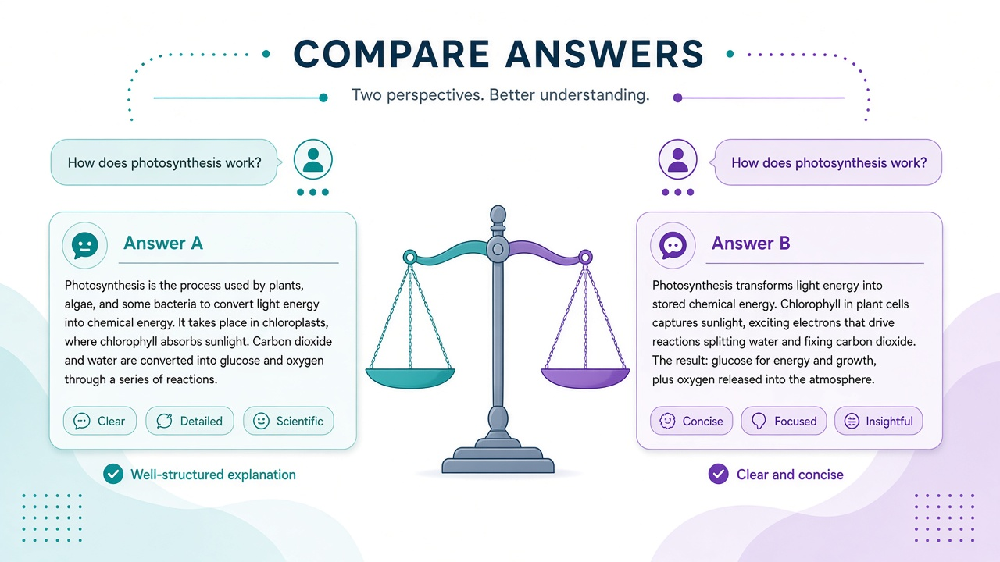 COMPARE ANSWERS
Two perspectives. Better understanding.
How does photosynthesis work?
Answer A
Photosynthesis is the process used by plants,
algae, and some bacteria to convert light energy
into chemical energy. It takes place in chloroplasts,
where chlorophyll absorbs sunlight. Carbon dioxide
and water are converted into glucose and oxygen
through a series of reactions.
Clear
Detailed
Scientific
Well-structured explanation
How does photosynthesis work?
Answer B
Photosynthesis transforms light energy into
stored chemical energy. Chlorophyll in plant cells
captures sunlight, exciting electrons that drive
reactions splitting water and fixing carbon dioxide.
The result: glucose for energy and growth,
plus oxygen released into the atmosphere.
Concise
Focused
Insightful
Clear and concise